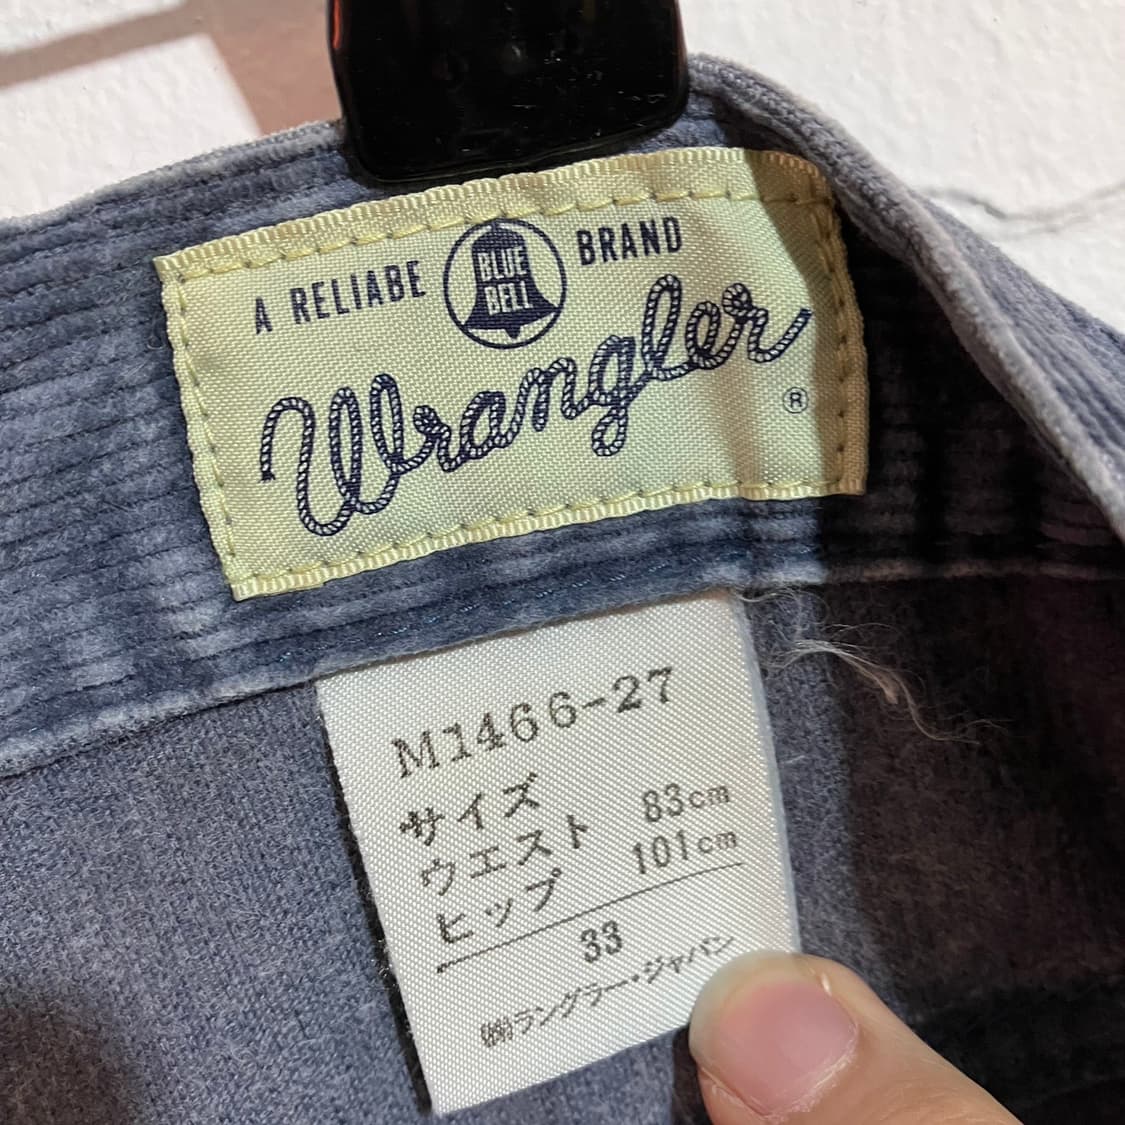 A RELIABE BLUE BELL BRAND
Wrangler
®
M1466-27
サイズ
ウエスト 83cm
ヒップ 101cm
33
㈱ラングラー・ジャパン